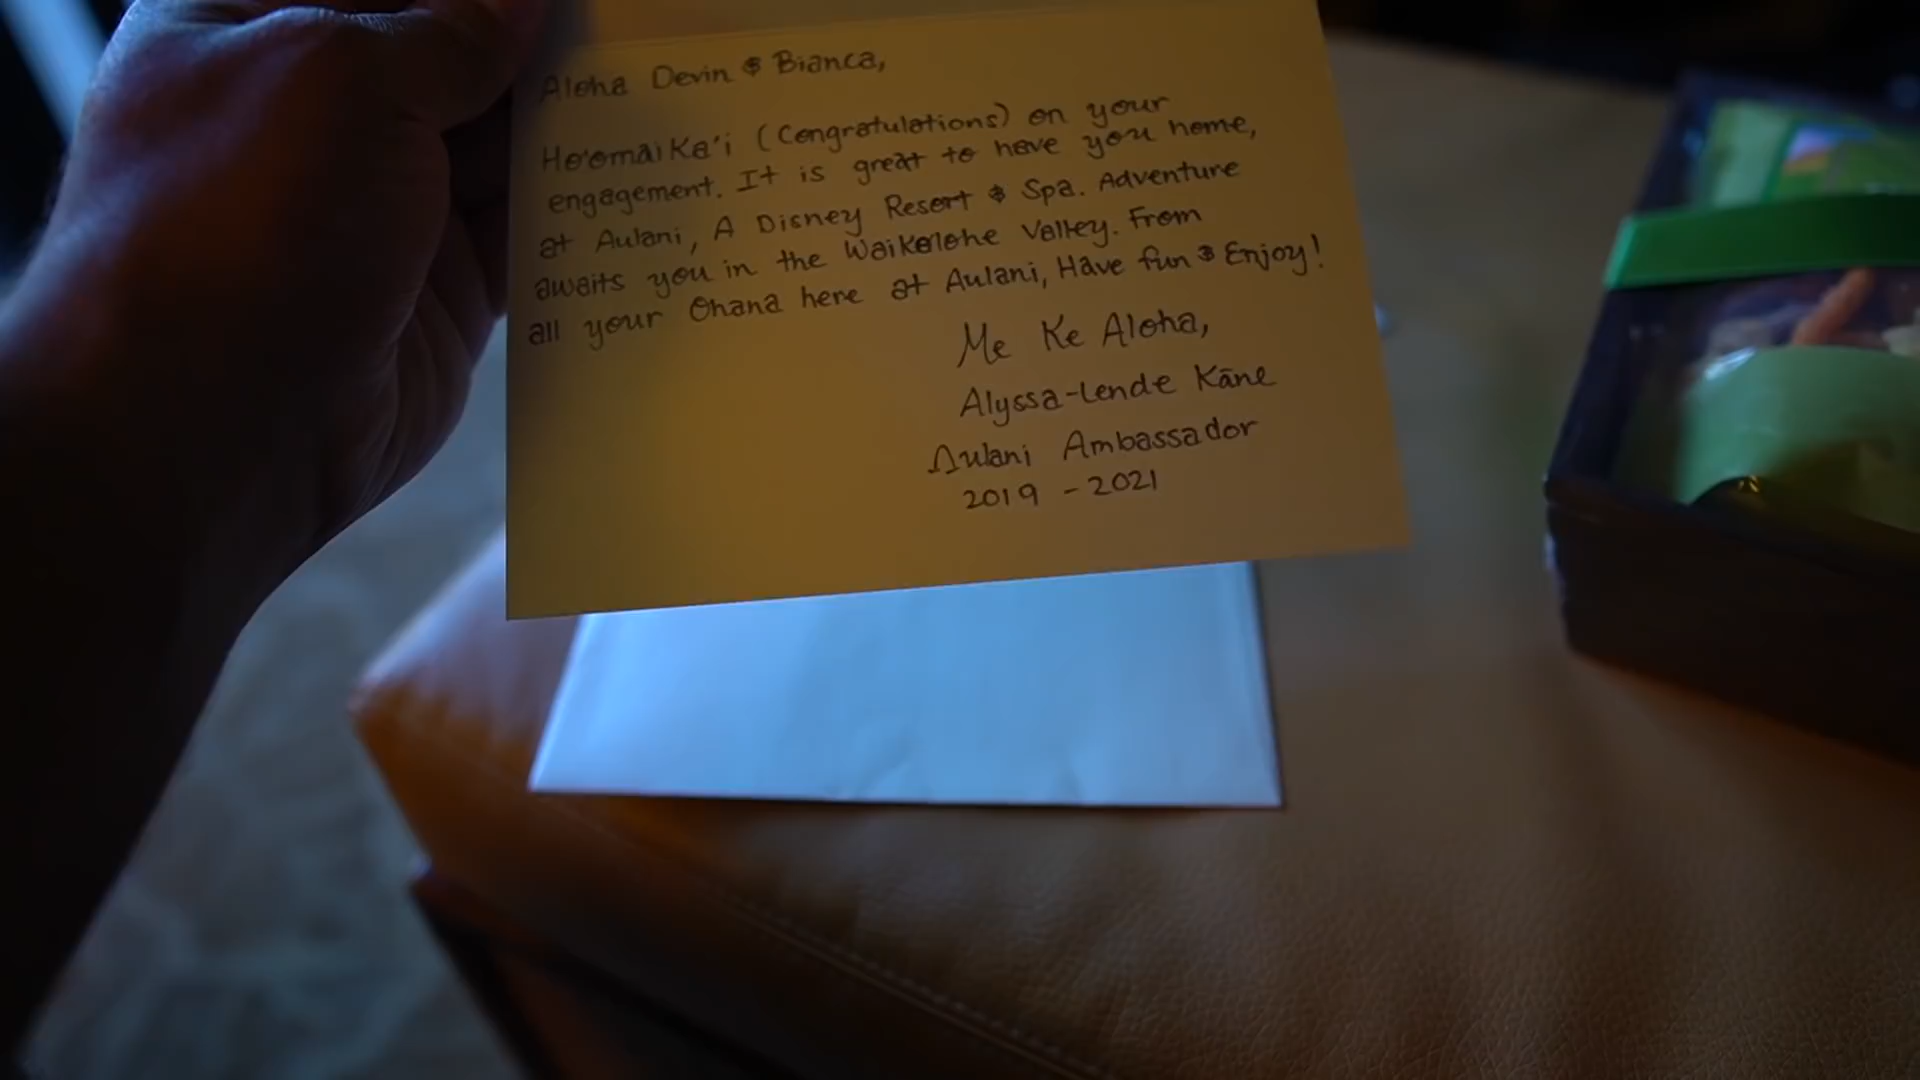 Aloha Devin & Bianca,
Ho'omaika'i (Congratulations) on your
engagement. It is great to have you home,
at Aulani, A Disney Resort & Spa. Adventure
awaits you in the Waikolohe Valley. From
all your Ohana here at Aulani, Have fun & Enjoy!
Me Ke Aloha,
Alyssa-Lende Kāne
Aulani Ambassador
2019 - 2021